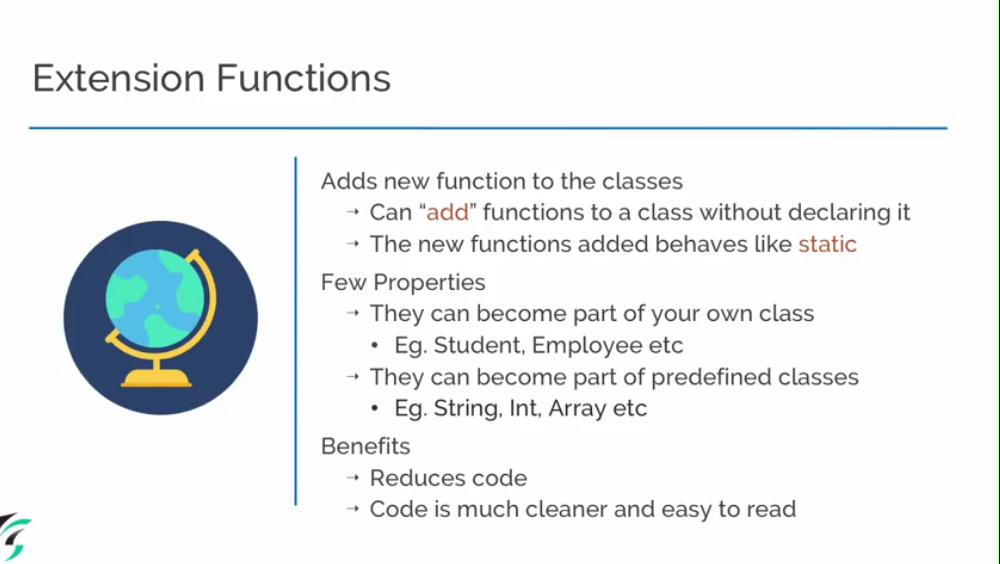 Extension Functions
Adds new function to the classes
→ Can “add” functions to a class without declaring it
→ The new functions added behaves like static
Few Properties
→ They can become part of your own class
• Eg. Student, Employee etc
→ They can become part of predefined classes
• Eg. String, Int, Array etc
Benefits
→ Reduces code
→ Code is much cleaner and easy to read